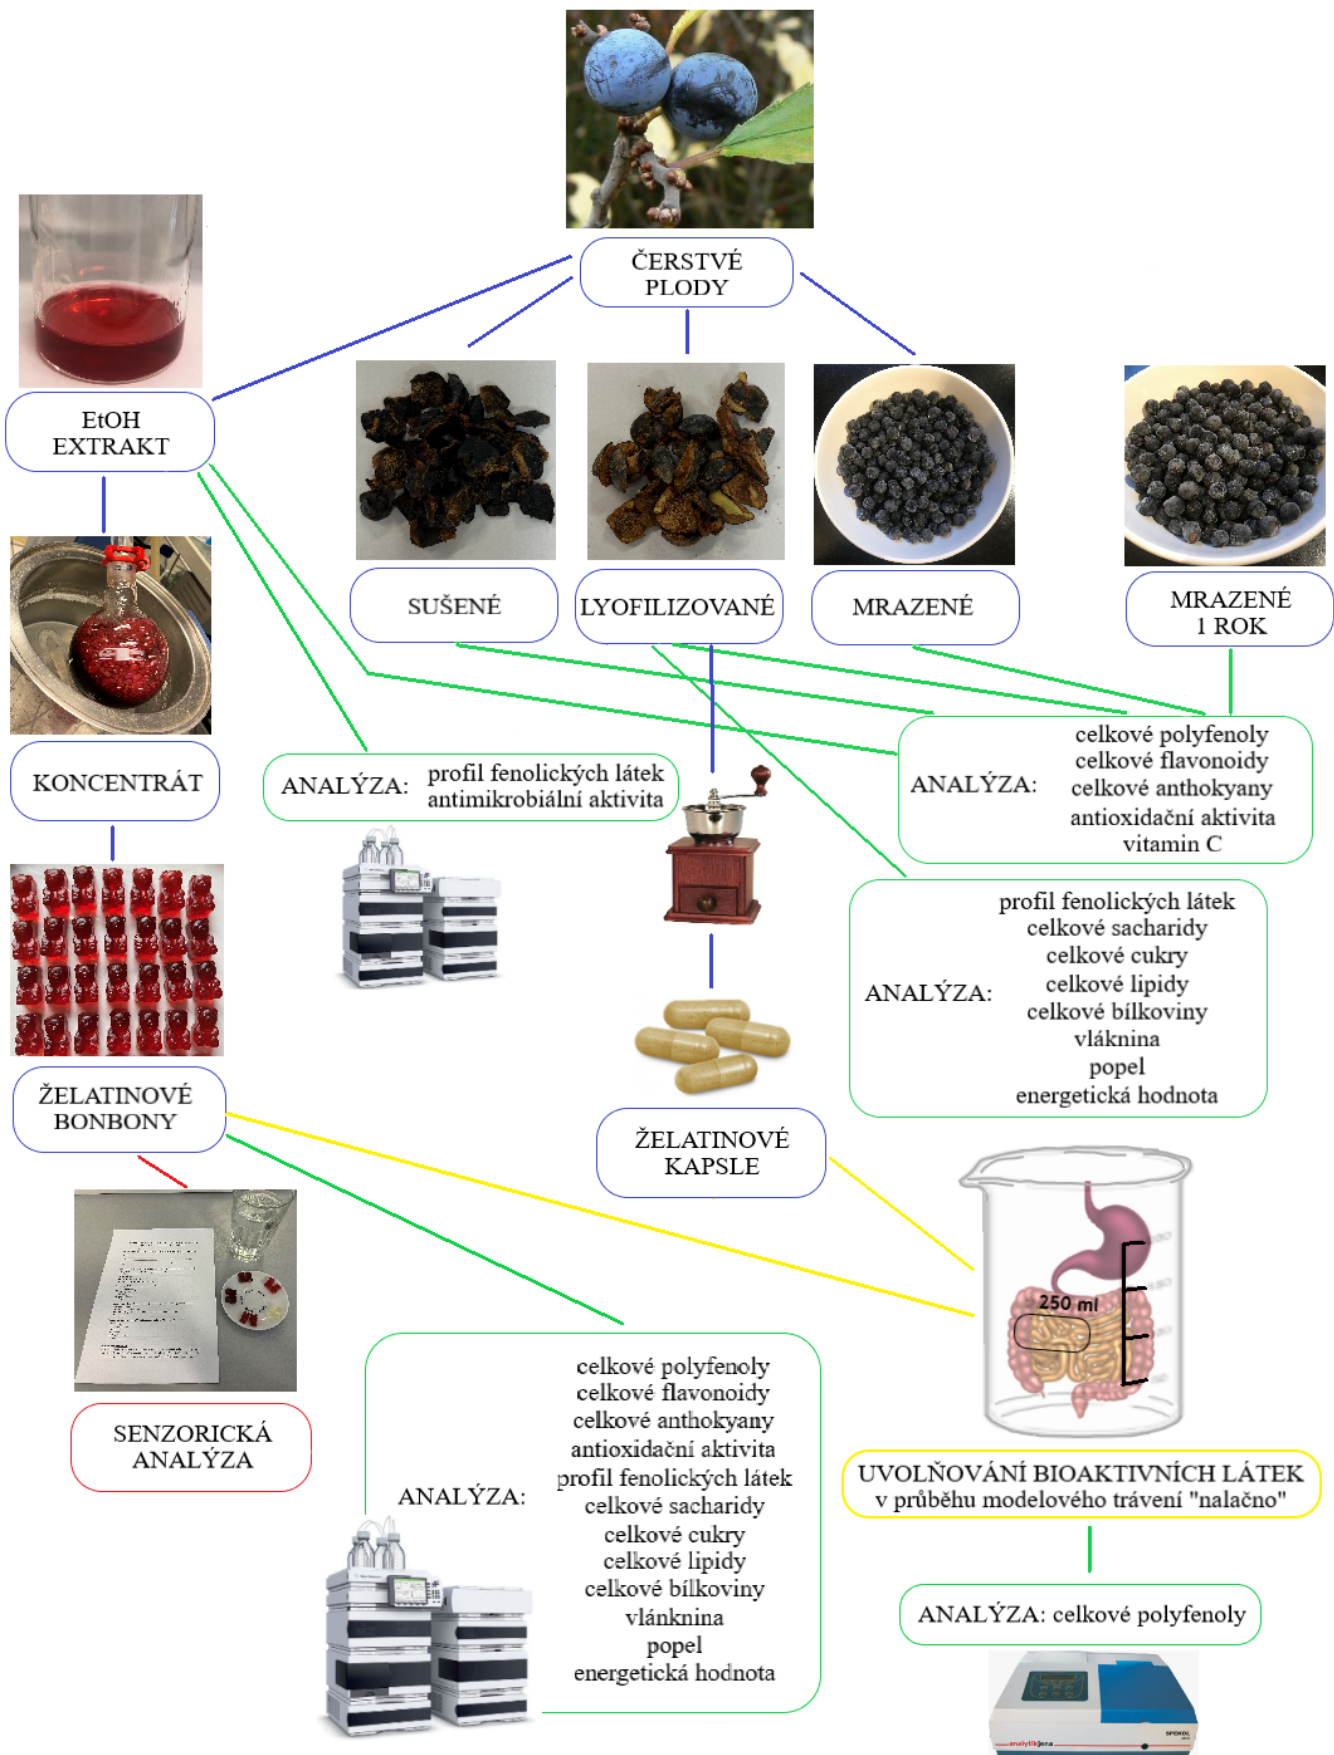 ČERSTVÉ
PLODY
EtOH
EXTRAKT
SUŠENÉ
LYOFILIZOVANÉ
MRAZENÉ
MRAZENÉ
1 ROK
KONCENTRÁT
ANALÝZA:
profil fenolických látek
antimikrobiální aktivita
ANALÝZA:
celkové polyfenoly
celkové flavonoidy
celkové anthokyany
antioxidační aktivita
vitamin C
ANALÝZA:
profil fenolických látek
celkové sacharidy
celkové cukry
celkové lipidy
celkové bílkoviny
vláknina
popel
energetická hodnota
ŽELATINOVÉ
BONBONY
ŽELATINOVÉ
KAPSLE
250 ml
SENZORICKÁ
ANALÝZA
ANALÝZA:
celkové polyfenoly
celkové flavonoidy
celkové anthokyany
antioxidační aktivita
profil fenolických látek
celkové sacharidy
celkové cukry
celkové lipidy
celkové bílkoviny
vlánknina
popel
energetická hodnota
UVOLŇOVÁNÍ BIOAKTIVNÍCH LÁTEK
v průběhu modelového trávení "nalačno"
ANALÝZA: celkové polyfenoly
analytikjena
SPEKOL